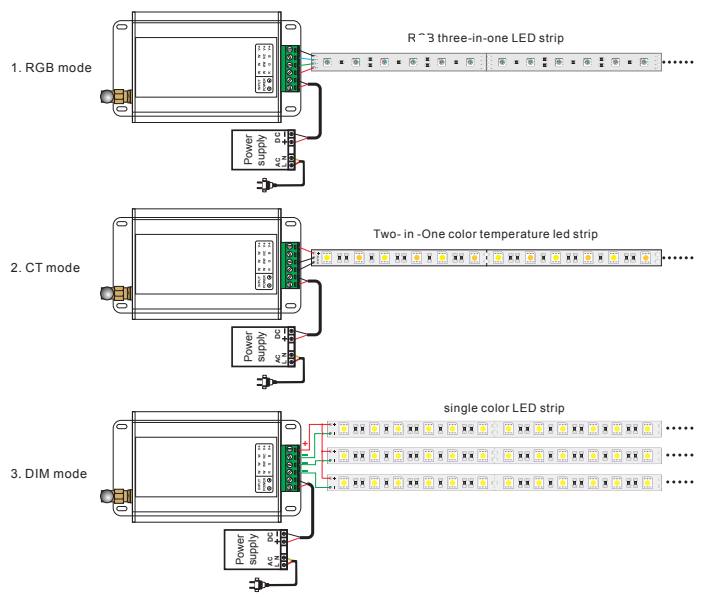 RGB three-in-one LED strip
1. RGB mode
Power
supply
DC
AC
L N
Two- in -One color temperature led strip
2. CT mode
Power
supply
DC
AC
L N
single color LED strip
3. DIM mode
Power
supply
DC
AC
L N